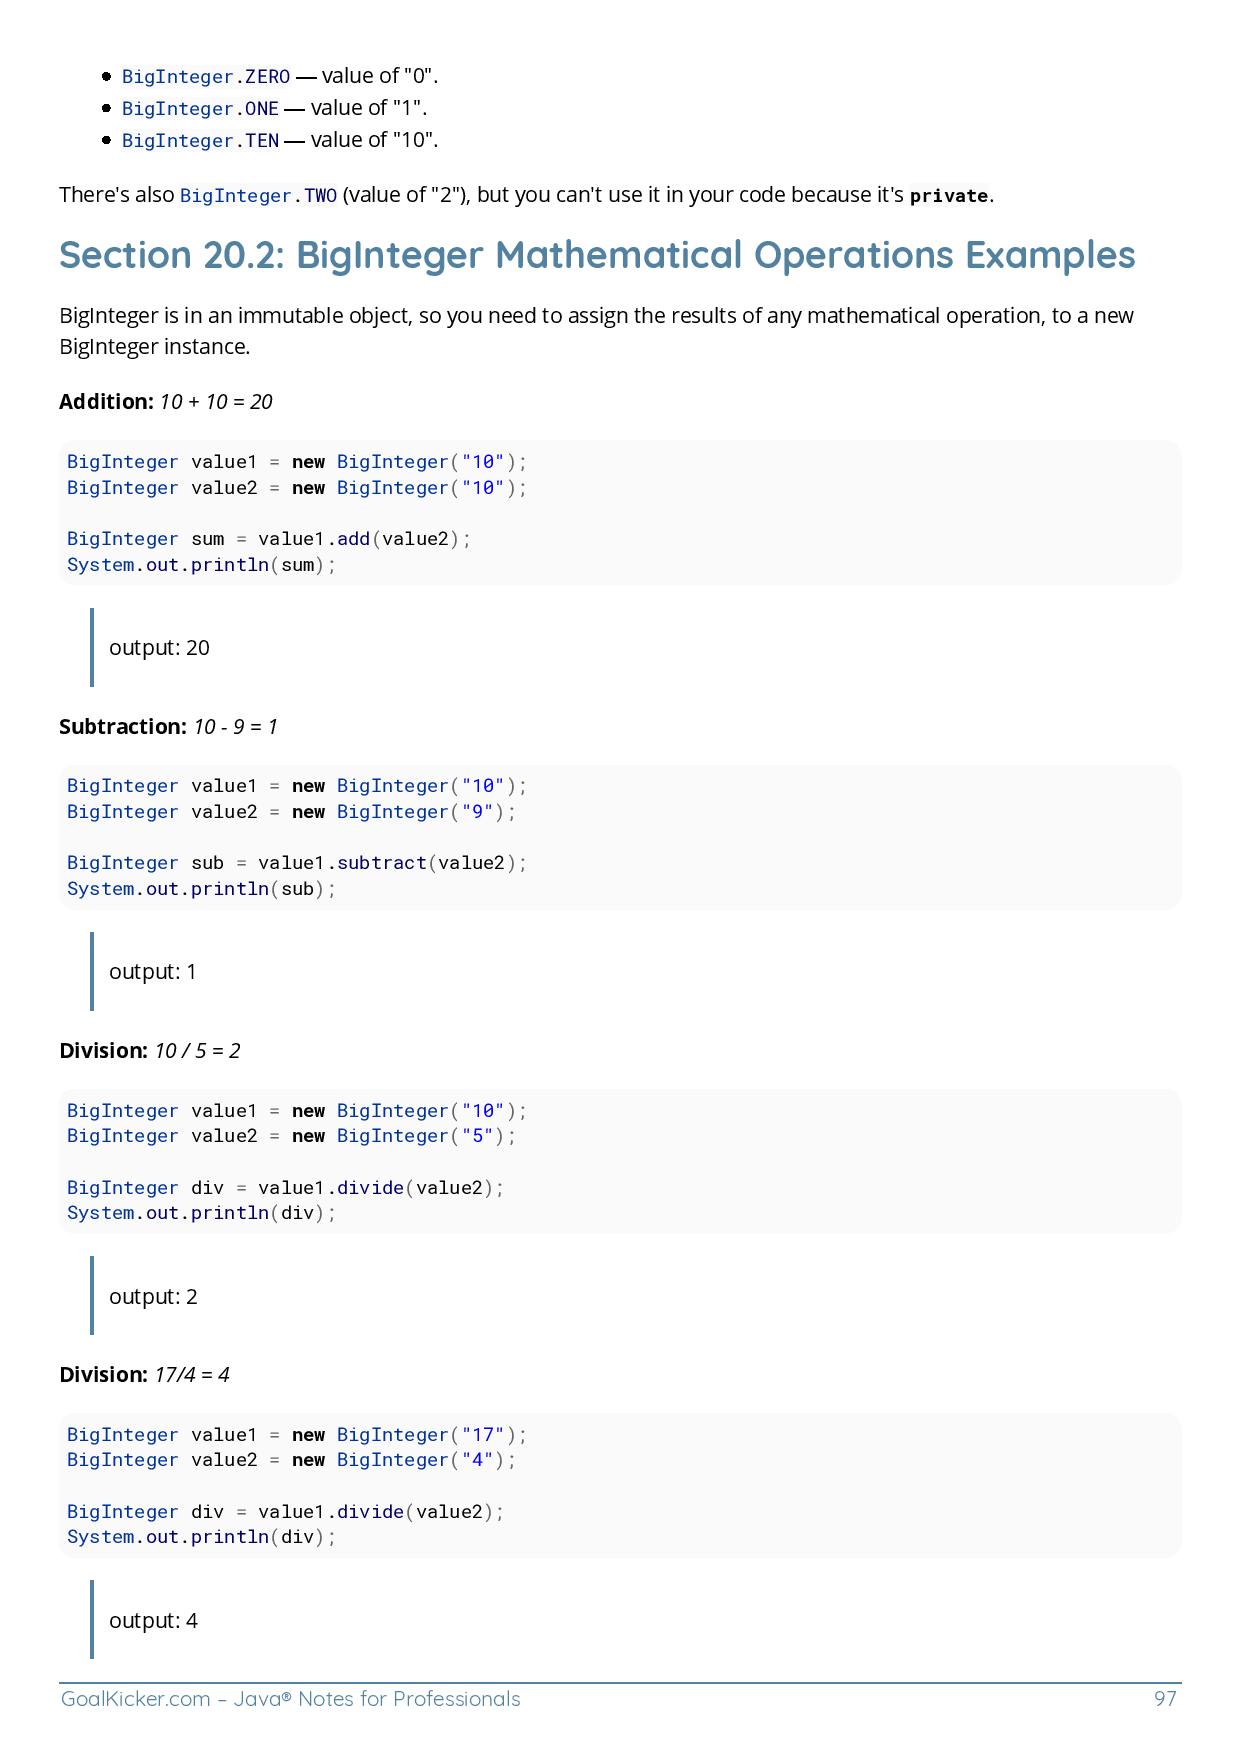 • BigInteger.ZERO — value of "0".
• BigInteger.ONE — value of "1".
• BigInteger.TEN — value of "10".
There's also BigInteger.TWO (value of "2"), but you can't use it in your code because it's private.
Section 20.2: BigInteger Mathematical Operations Examples
BigInteger is in an immutable object, so you need to assign the results of any mathematical operation, to a new
BigInteger instance.
Addition: 10 + 10 = 20
BigInteger value1 = new BigInteger("10");
BigInteger value2 = new BigInteger("10");
BigInteger sum = value1.add(value2);
System.out.println(sum);
output: 20
Subtraction: 10 - 9 = 1
BigInteger value1 = new BigInteger("10");
BigInteger value2 = new BigInteger("9");
BigInteger sub = value1.subtract(value2);
System.out.println(sub);
output: 1
Division: 10 / 5 = 2
BigInteger value1 = new BigInteger("10");
BigInteger value2 = new BigInteger("5");
BigInteger div = value1.divide(value2);
System.out.println(div);
output: 2
Division: 17/4 = 4
BigInteger value1 = new BigInteger("17");
BigInteger value2 = new BigInteger("4");
BigInteger div = value1.divide(value2);
System.out.println(div);
output: 4
GoalKicker.com – Java® Notes for Professionals 97